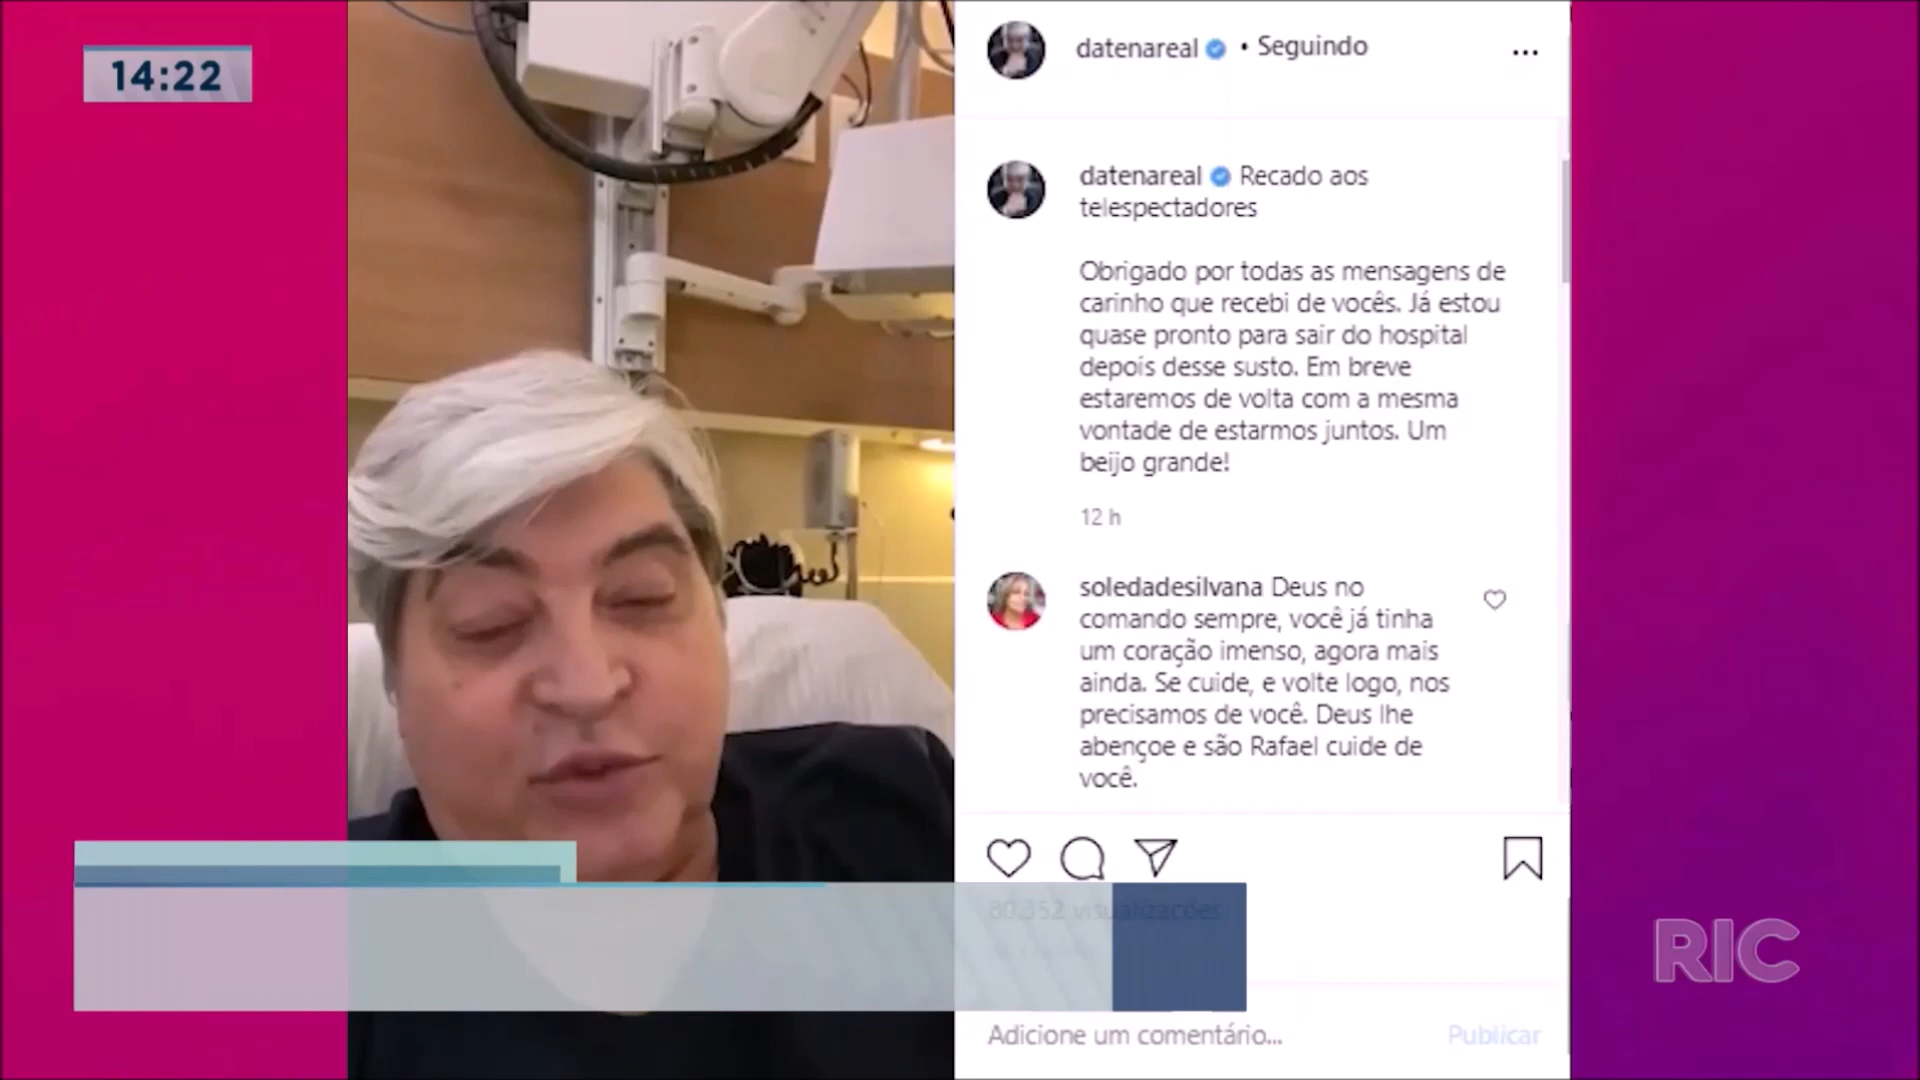 14:22
datenareal • Seguindo
datenareal Recado aos
telespectadores
Obrigado por todas as mensagens de
carinho que recebi de vocês. Já estou
quase pronto para sair do hospital
depois desse susto. Em breve
estaremos de volta com a mesma
vontade de estarmos juntos. Um
beijo grande!
12 h
soledadesilvana Deus no
comando sempre, você já tinha
um coração imenso, agora mais
ainda. Se cuide, e volte logo, nos
precisamos de você. Deus lhe
abençoe e são Rafael cuide de
você.
80.352 visualizações
Adicione um comentário...
Publicar
RIC